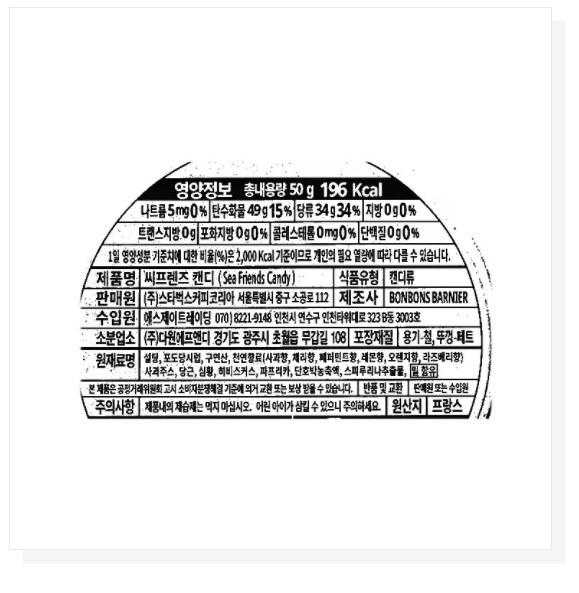 영양정보 총내용량 50 g 196 Kcal
나트륨 5 mg 0% 탄수화물 49 g 15% 당류 34 g 34% 지방 0 g 0%
트랜스지방 0 g 포화지방 0 g 0% 콜레스테롤 0 mg 0% 단백질 0 g 0%
1일 영양성분 기준치에 대한 비율(%)은 2,000 Kcal 기준이므로 개인의 필요 열량에 따라 다를 수 있습니다.
제품명 씨프렌즈 캔디 (Sea Friends Candy) 식품유형 캔디류
판매원 (주)스타벅스커피코리아 서울특별시 중구 소공로 112 제조사 BONBONS BARNIER
수입원 에스제이트레이딩 070) 8221-9148 인천시 연수구 인천타워대로 323 B동 3003호
소분업소 (주)다원에프앤디 경기도 광주시 초월읍 무갑길 108 포장재질 용기-철, 뚜껑-페트
원재료명 설탕, 포도당시럽, 구연산, 천연향료(사과향, 체리향, 페퍼민트향, 레몬향, 오렌지향, 라즈베리향)
사과주스, 당근, 심황, 히비스커스, 파프리카, 단호박농축액, 스피루리나추출물, 밀 함유
본 제품은 공정거래위원회 고시 소비자분쟁해결 기준에 의거 교환 또는 보상 받을 수 있습니다. 반품 및 교환 판매원 또는 수입원
주의사항 제품내의 제습제는 먹지 마십시오. 어린 아이가 삼킬 수 있으니 주의하세요. 원산지 프랑스